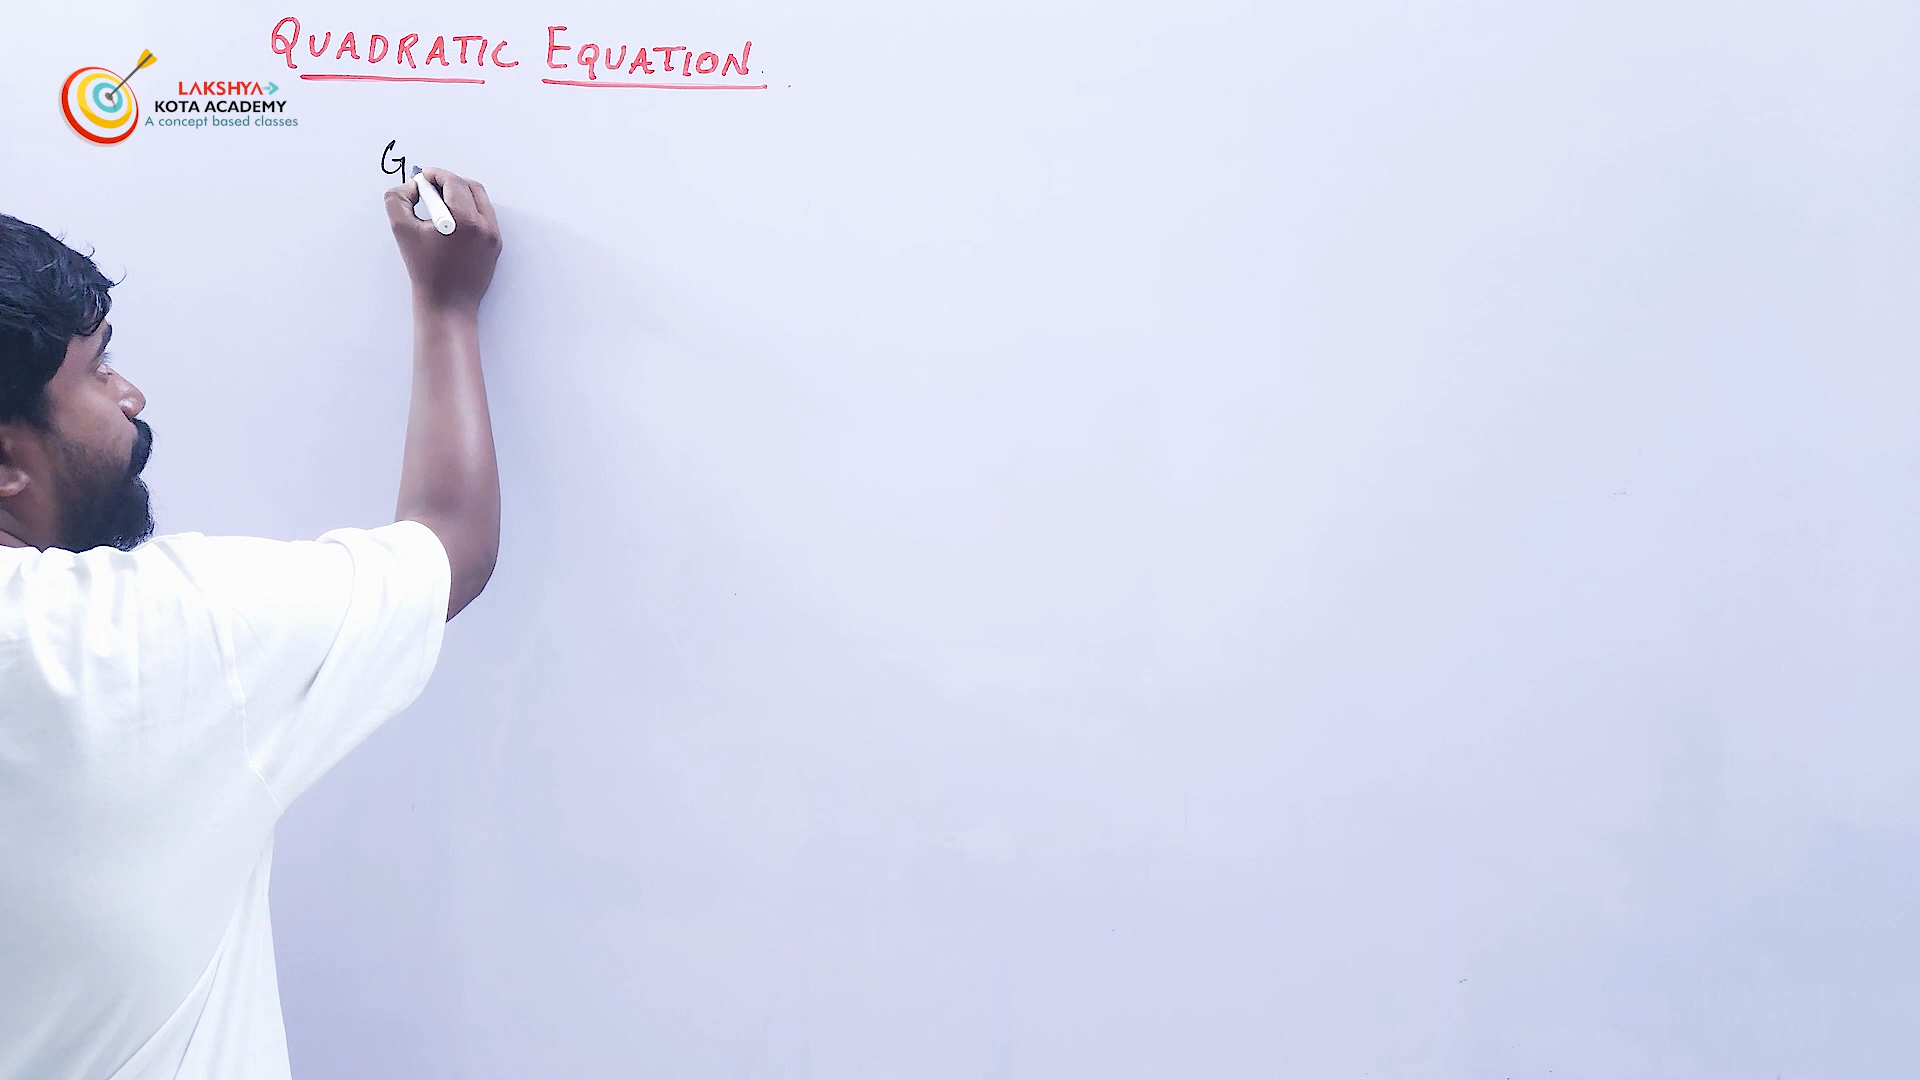 QUADRATIC EQUATION.
LAKSHYA
KOTA ACADEMY
A concept based classes
G